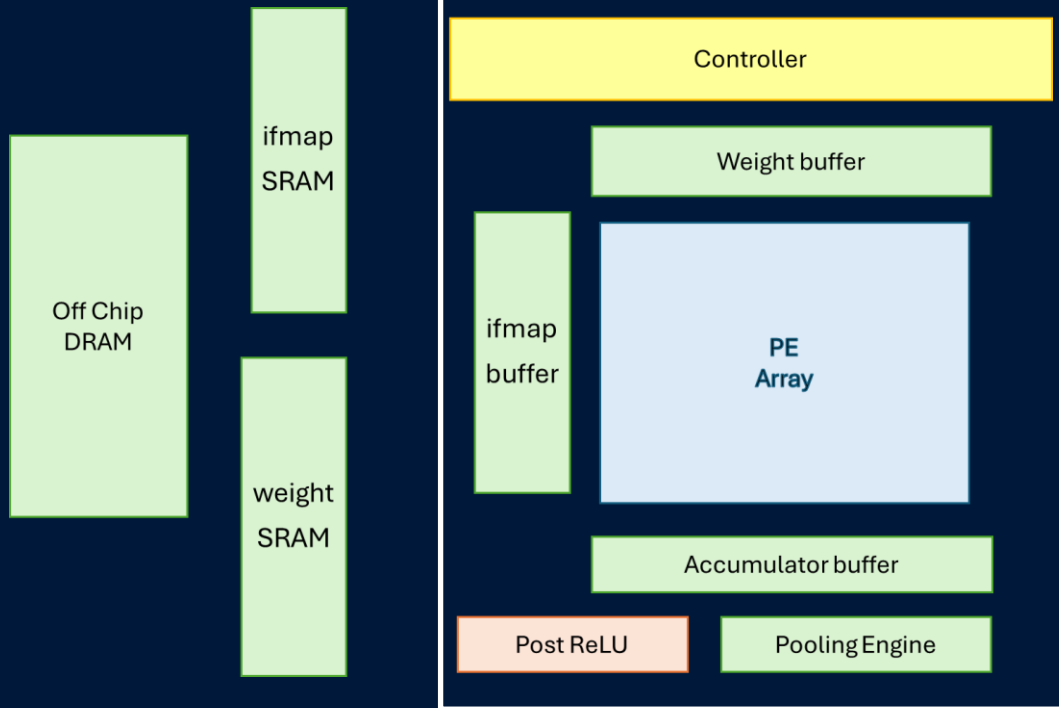 ifmap
SRAM
Off Chip
DRAM
weight
SRAM
Controller
Weight buffer
ifmap
buffer
PE
Array
Accumulator buffer
Post ReLU
Pooling Engine